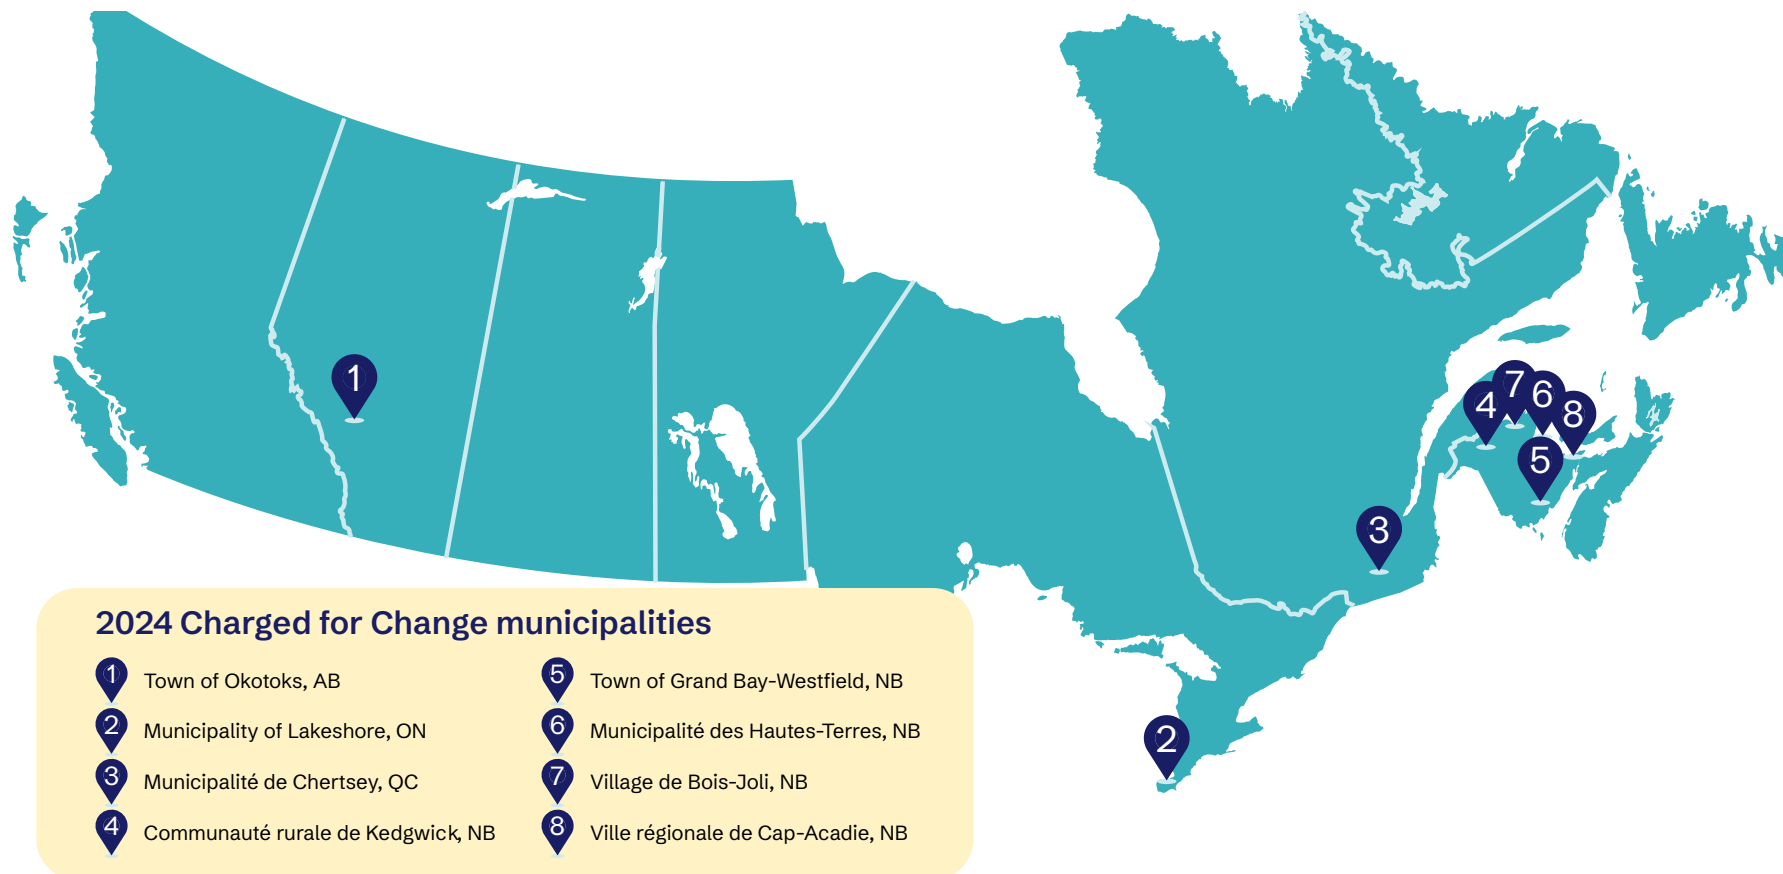 1
7
6
4
8
5
3
2
2024 Charged for Change municipalities
1 Town of Okotoks, AB
2 Municipality of Lakeshore, ON
3 Municipalité de Chertsey, QC
4 Communauté rurale de Kedgwick, NB
5 Town of Grand Bay-Westfield, NB
6 Municipalité des Hautes-Terres, NB
7 Village de Bois-Joli, NB
8 Ville régionale de Cap-Acadie, NB